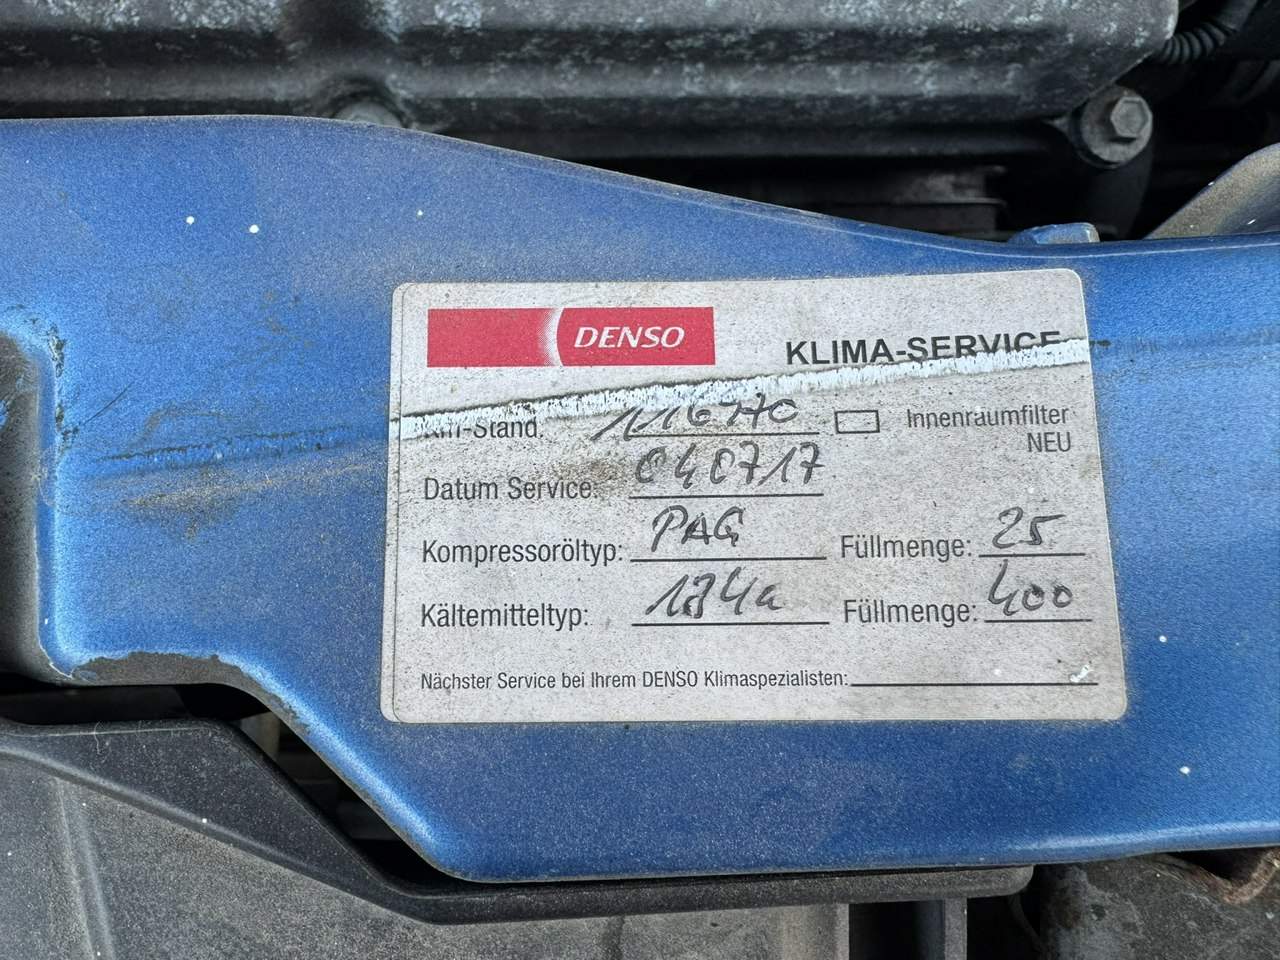 DENSO
KLIMA-SERVICE
Km-Stand: Innenraumfilter
NEU
Datum Service: 040717
Kompressoröltyp: PAG Füllmenge: 25
Kältemitteltyp: 134a Füllmenge: 400
Nächster Service bei Ihrem DENSO Klimaspezialisten: